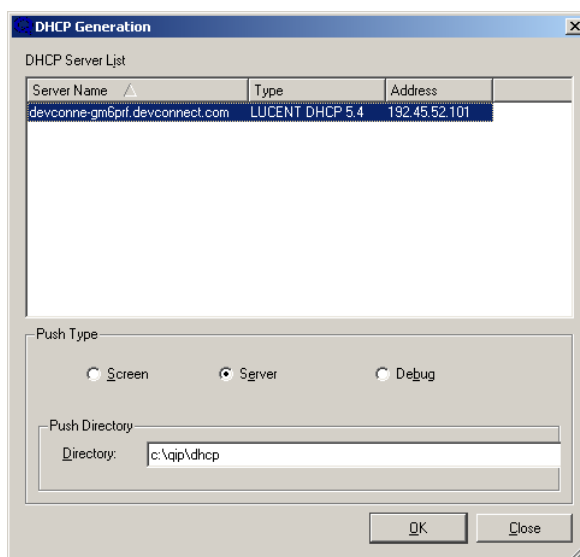 DHCP Generation
DHCP Server List
Server Name Type Address
devconne-gm6prf.devconnect.com LUCENT DHCP 5.4 192.45.52.101
Push Type
Screen Server Debug
Push Directory
Directory: c:\qip\dhcp
OK Close